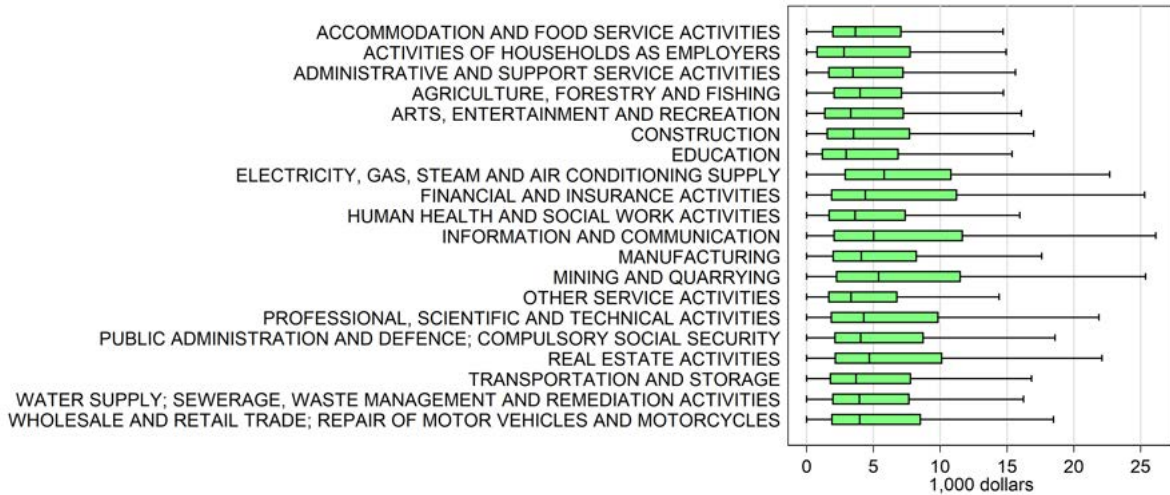 ACCOMMODATION AND FOOD SERVICE ACTIVITIES
ACTIVITIES OF HOUSEHOLDS AS EMPLOYERS
ADMINISTRATIVE AND SUPPORT SERVICE ACTIVITIES
AGRICULTURE, FORESTRY AND FISHING
ARTS, ENTERTAINMENT AND RECREATION
CONSTRUCTION
EDUCATION
ELECTRICITY, GAS, STEAM AND AIR CONDITIONING SUPPLY
FINANCIAL AND INSURANCE ACTIVITIES
HUMAN HEALTH AND SOCIAL WORK ACTIVITIES
INFORMATION AND COMMUNICATION
MANUFACTURING
MINING AND QUARRYING
OTHER SERVICE ACTIVITIES
PROFESSIONAL, SCIENTIFIC AND TECHNICAL ACTIVITIES
PUBLIC ADMINISTRATION AND DEFENCE; COMPULSORY SOCIAL SECURITY
REAL ESTATE ACTIVITIES
TRANSPORTATION AND STORAGE
WATER SUPPLY; SEWERAGE, WASTE MANAGEMENT AND REMEDIATION ACTIVITIES
WHOLESALE AND RETAIL TRADE; REPAIR OF MOTOR VEHICLES AND MOTORCYCLES
0 5 10 15 20 25
1,000 dollars